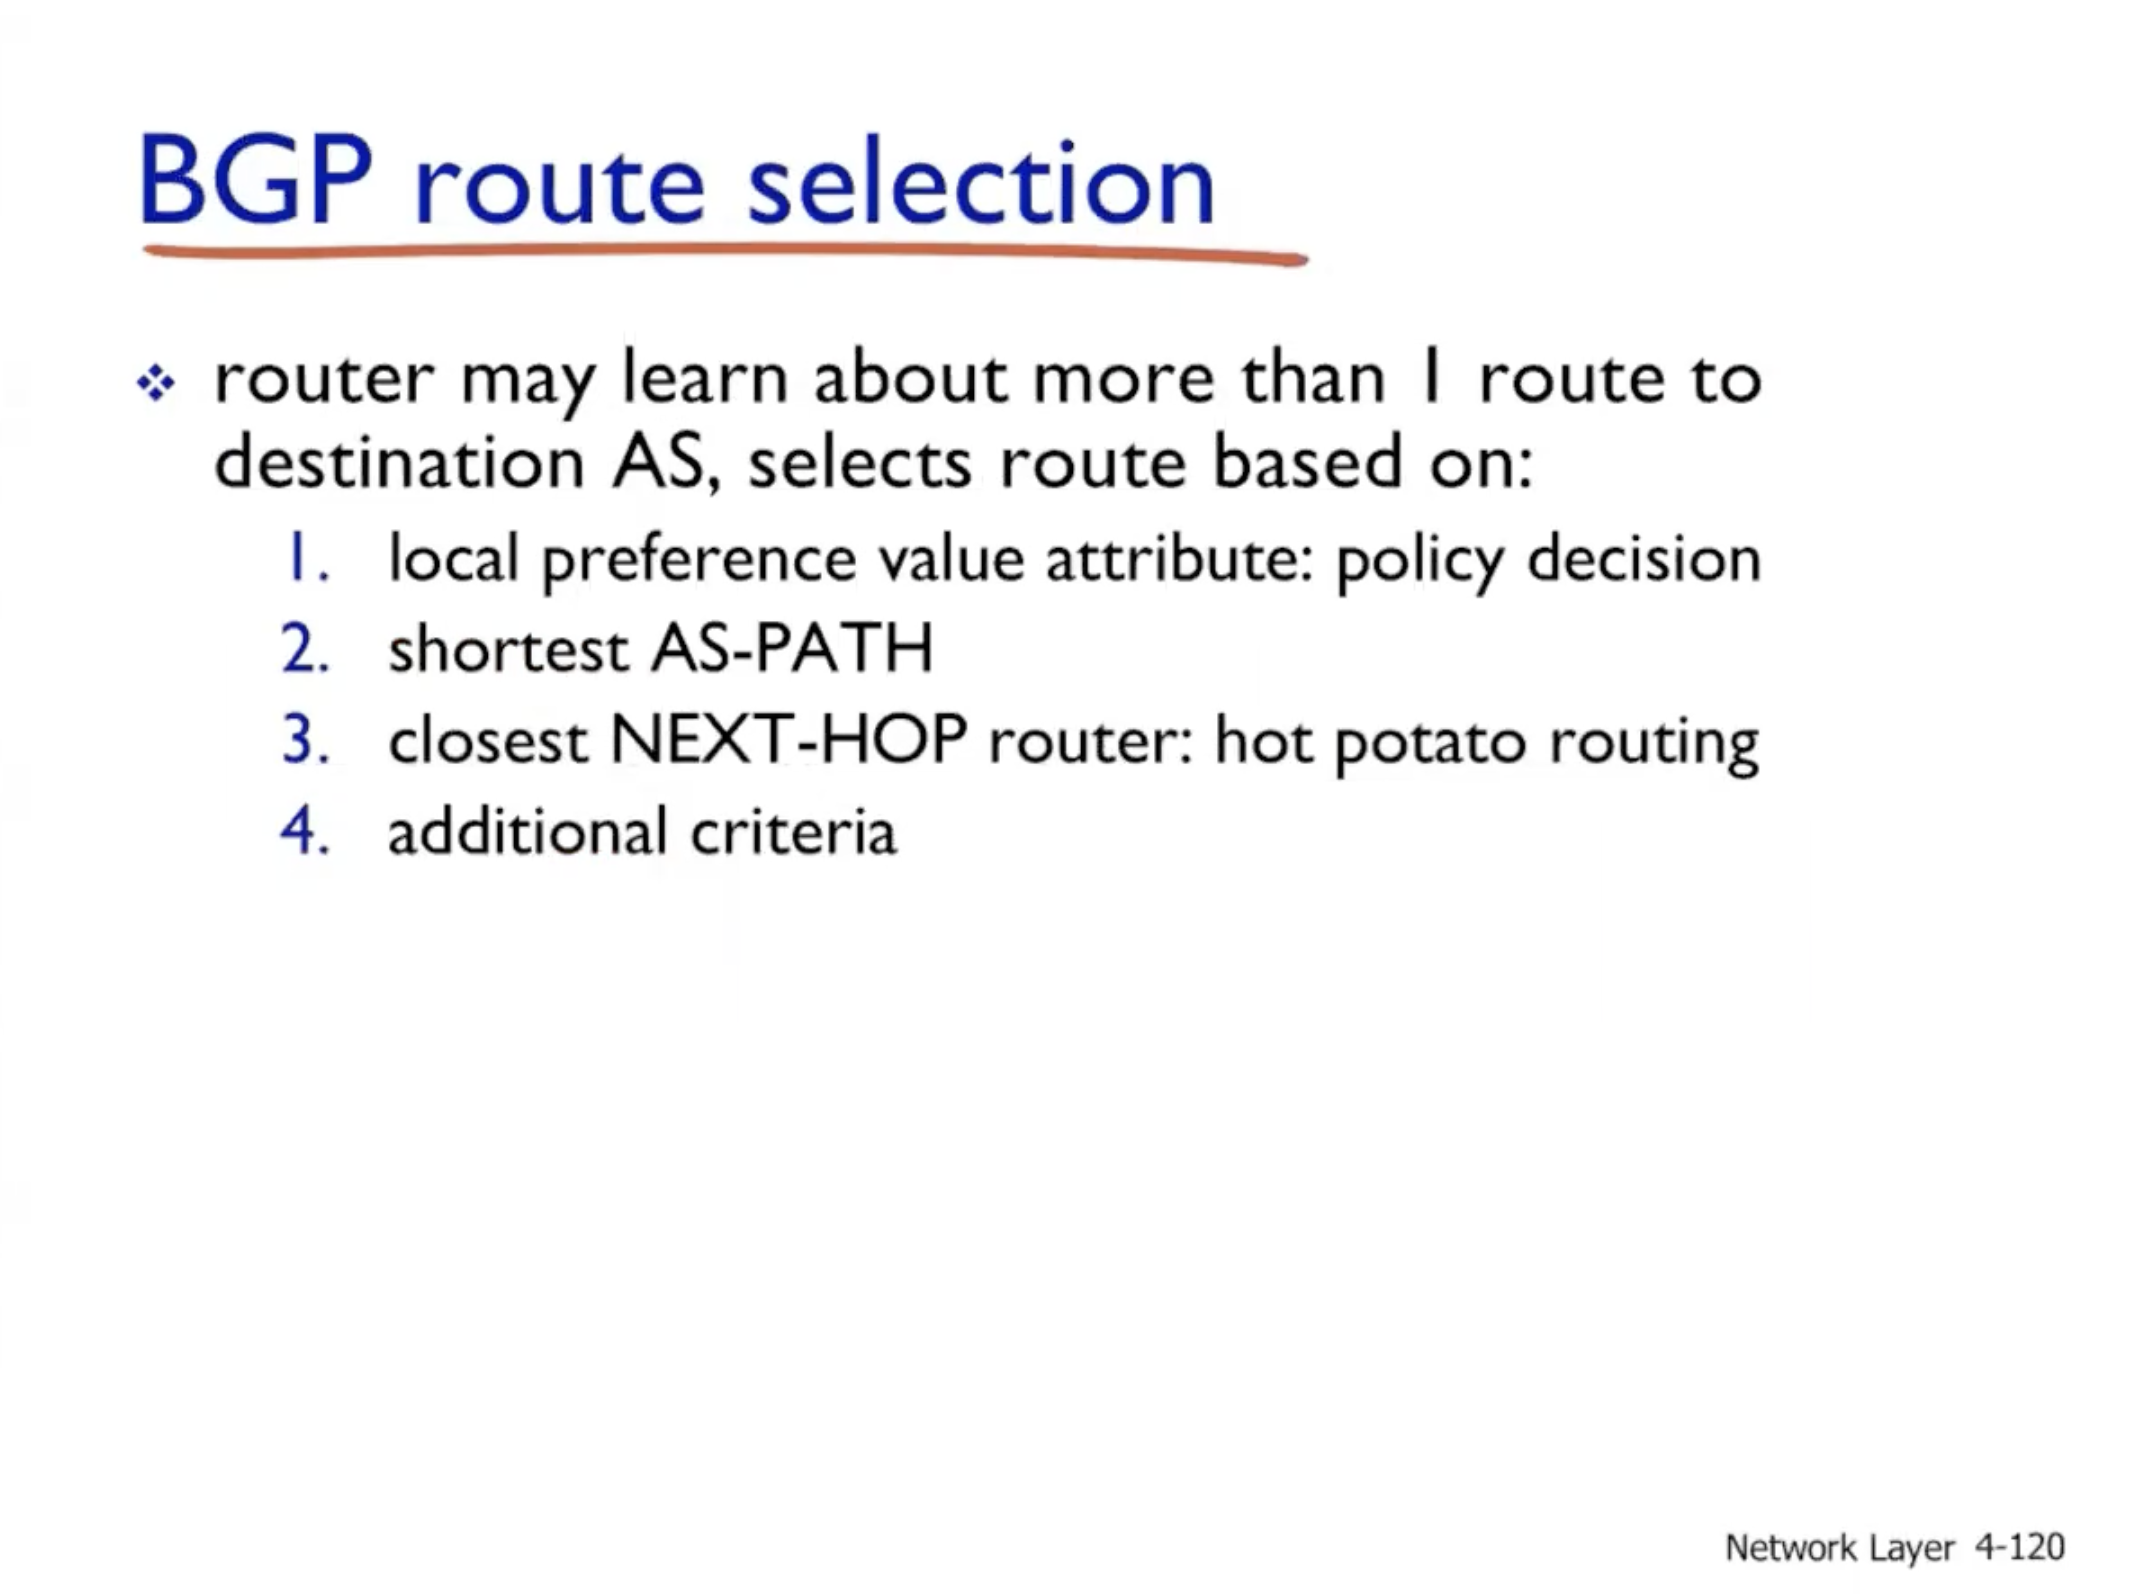 BGP route selection
router may learn about more than 1 route to
destination AS, selects route based on:
1. local preference value attribute: policy decision
2. shortest AS-PATH
3. closest NEXT-HOP router: hot potato routing
4. additional criteria
Network Layer 4-120